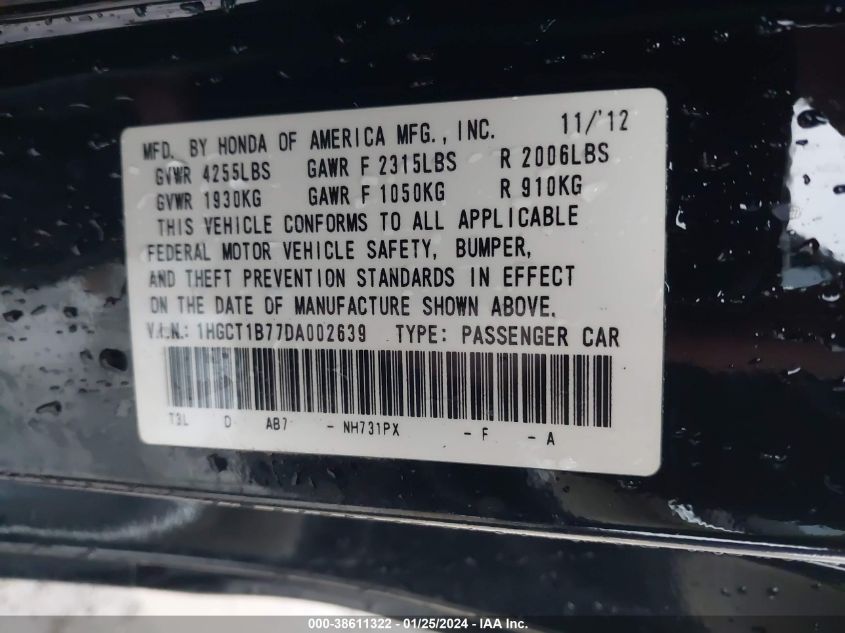 MFD. BY HONDA OF AMERICA MFG., INC. 11/'12
GVWR 4255LBS GAWR F 2315LBS R 2006LBS
GVWR 1930KG GAWR F 1050KG R 910KG
THIS VEHICLE CONFORMS TO ALL APPLICABLE
FEDERAL MOTOR VEHICLE SAFETY, BUMPER,
AND THEFT PREVENTION STANDARDS IN EFFECT
ON THE DATE OF MANUFACTURE SHOWN ABOVE.
V.I.N.: 1HGCT1B77DA002639 TYPE: PASSENGER CAR
T3L D AB7 - NH731PX - F - A
000-38611322 - 01/25/2024 - IAAI.com